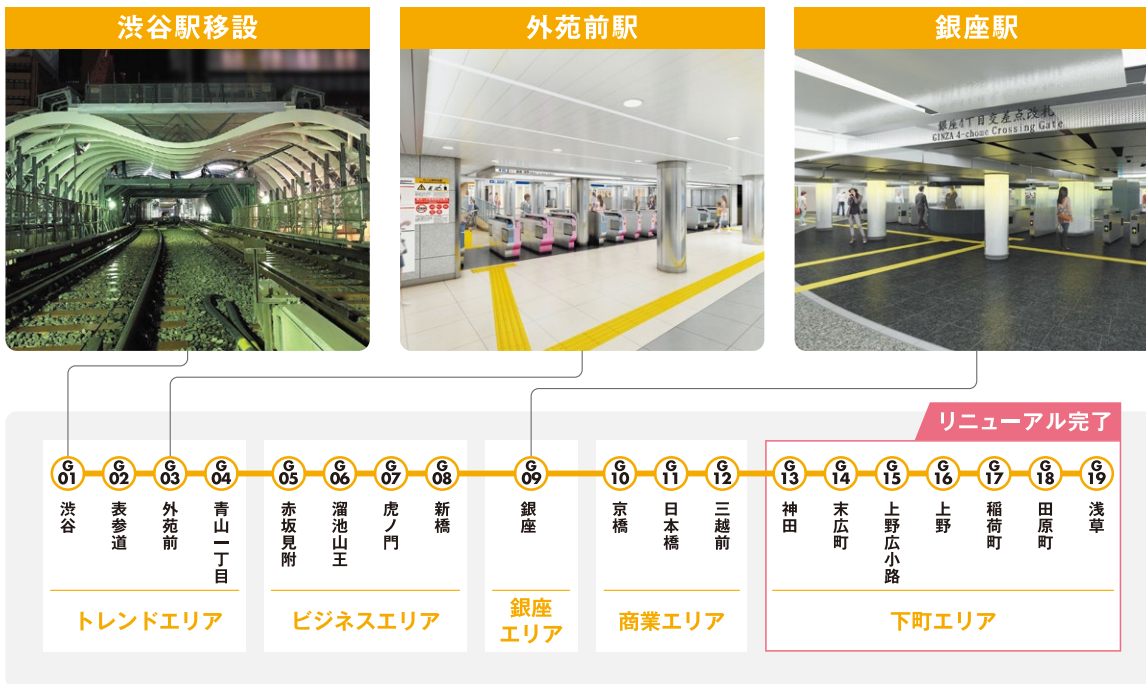 渋谷駅移設
外苑前駅
銀座駅
銀座4丁目交差点改札
GINZA 4-chome Crossing Gate
リニューアル完了
G 01
渋谷
G 02
表参道
G 03
外苑前
G 04
青山一丁目
トレンドエリア
G 05
赤坂見附
G 06
溜池山王
G 07
虎ノ門
G 08
新橋
ビジネスエリア
G 09
銀座
銀座
エリア
G 10
京橋
G 11
日本橋
G 12
三越前
商業エリア
G 13
神田
G 14
末広町
G 15
上野広小路
G 16
上野
G 17
稲荷町
G 18
田原町
G 19
浅草
下町エリア